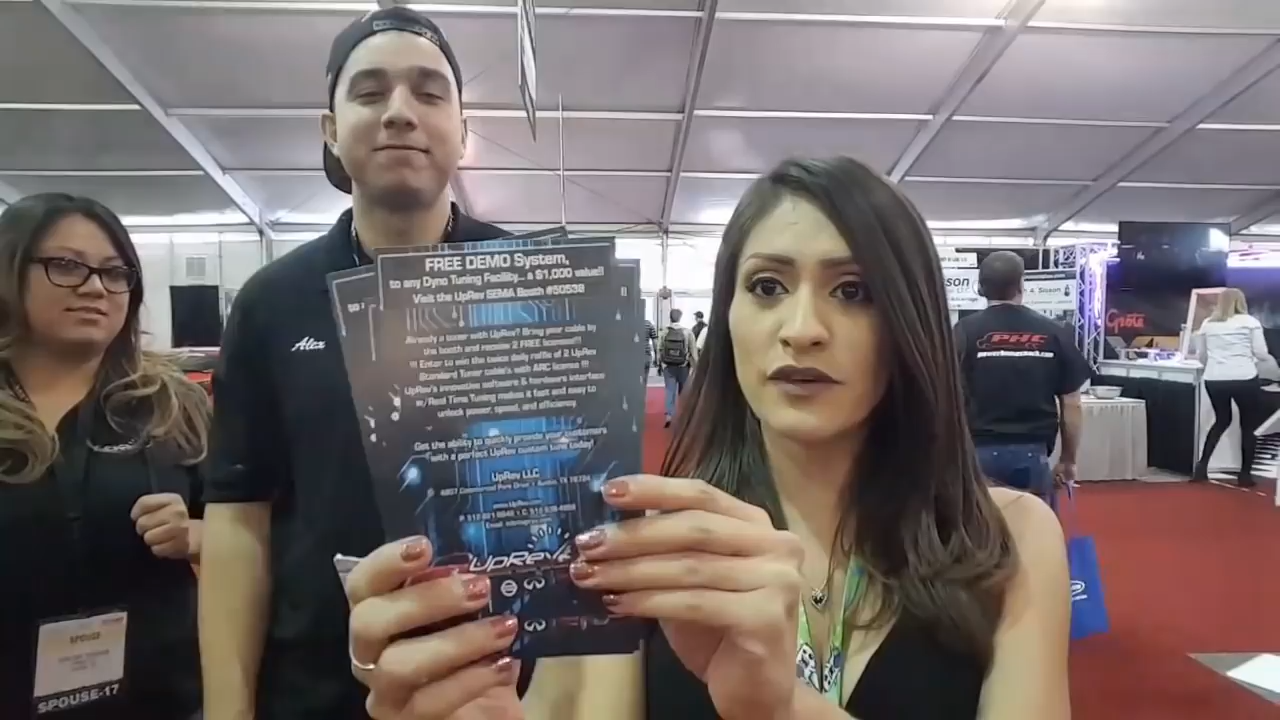 FREE DEMO System,
to any Dyno Tuning Facility... a $1,000 value!!
Visit the UpRev SEMA Booth #50539
Already a tuner with UpRev? Bring your cable by
the booth and receive 2 FREE licenses!!!
!!! Enter to win the twice daily raffle of 2 UpRev
Standard Tuner cable's with ARC license !!!
UpRev's innovative software & hardware interface
w/Real Time Tuning makes it fast and easy to
unlock power, speed, and efficiency.
Get the ability to quickly provide your customers
with a perfect UpRev custom tune today!
UpRev LLC
www.UpRev.com
UpRev
Alex
SPOUSE-17
PHC
Grote